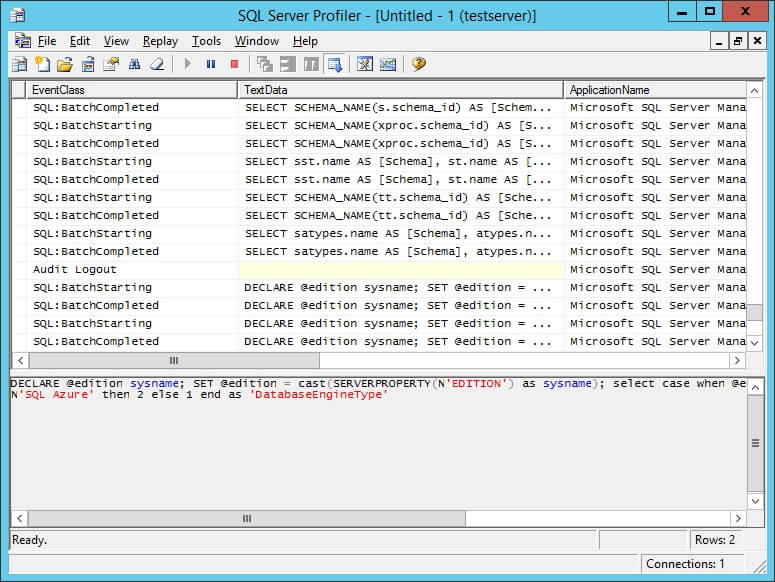 SQL Server Profiler - [Untitled - 1 (testserver)]
File Edit View Replay Tools Window Help
EventClass TextData ApplicationName
SQL:BatchCompleted SELECT SCHEMA_NAME(s.schema_id) AS [Schem... Microsoft SQL Server Mana
SQL:BatchStarting SELECT SCHEMA_NAME(xproc.schema_id) AS [S... Microsoft SQL Server Mana
SQL:BatchCompleted SELECT SCHEMA_NAME(xproc.schema_id) AS [S... Microsoft SQL Server Mana
SQL:BatchStarting SELECT sst.name AS [Schema], st.name AS [... Microsoft SQL Server Mana
SQL:BatchCompleted SELECT sst.name AS [Schema], st.name AS [... Microsoft SQL Server Mana
SQL:BatchStarting SELECT SCHEMA_NAME(tt.schema_id) AS [Sche... Microsoft SQL Server Mana
SQL:BatchCompleted SELECT SCHEMA_NAME(tt.schema_id) AS [Sche... Microsoft SQL Server Mana
SQL:BatchStarting SELECT satypes.name AS [Schema], atypes.n... Microsoft SQL Server Mana
SQL:BatchCompleted SELECT satypes.name AS [Schema], atypes.n... Microsoft SQL Server Mana
Audit Logout Microsoft SQL Server Mana
SQL:BatchStarting DECLARE @edition sysname; SET @edition = ... Microsoft SQL Server Mana
SQL:BatchCompleted DECLARE @edition sysname; SET @edition = ... Microsoft SQL Server Mana
SQL:BatchStarting DECLARE @edition sysname; SET @edition = ... Microsoft SQL Server Mana
SQL:BatchCompleted DECLARE @edition sysname; SET @edition = ... Microsoft SQL Server Mana
DECLARE @edition sysname; SET @edition = cast(SERVERPROPERTY(N'EDITION') as sysname); select case when @e
N'SQL Azure' then 2 else 1 end as 'DatabaseEngineType'
Ready. Rows: 2
Connections: 1